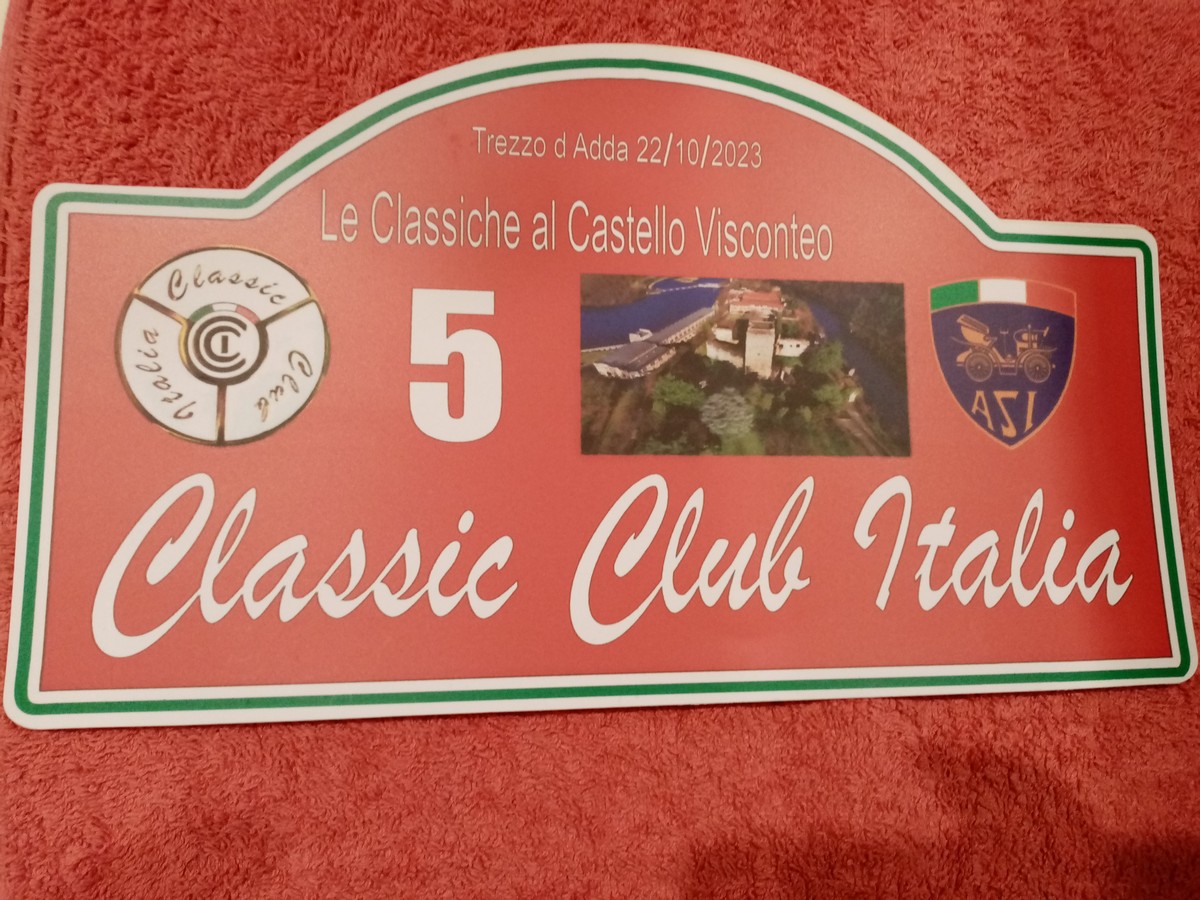 Trezzo d Adda 22/10/2023
Le Classiche al Castello Visconteo
Classic
Club
Italia
CCI
5
ASI
Classic Club Italia